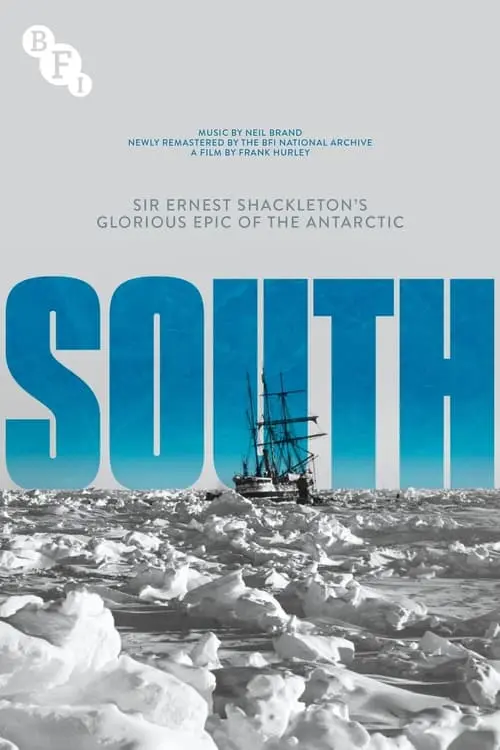 BFI
MUSIC BY NEIL BRAND
NEWLY REMASTERED BY THE BFI NATIONAL ARCHIVE
A FILM BY FRANK HURLEY
SIR ERNEST SHACKLETON'S
GLORIOUS EPIC OF THE ANTARCTIC
SOUTH